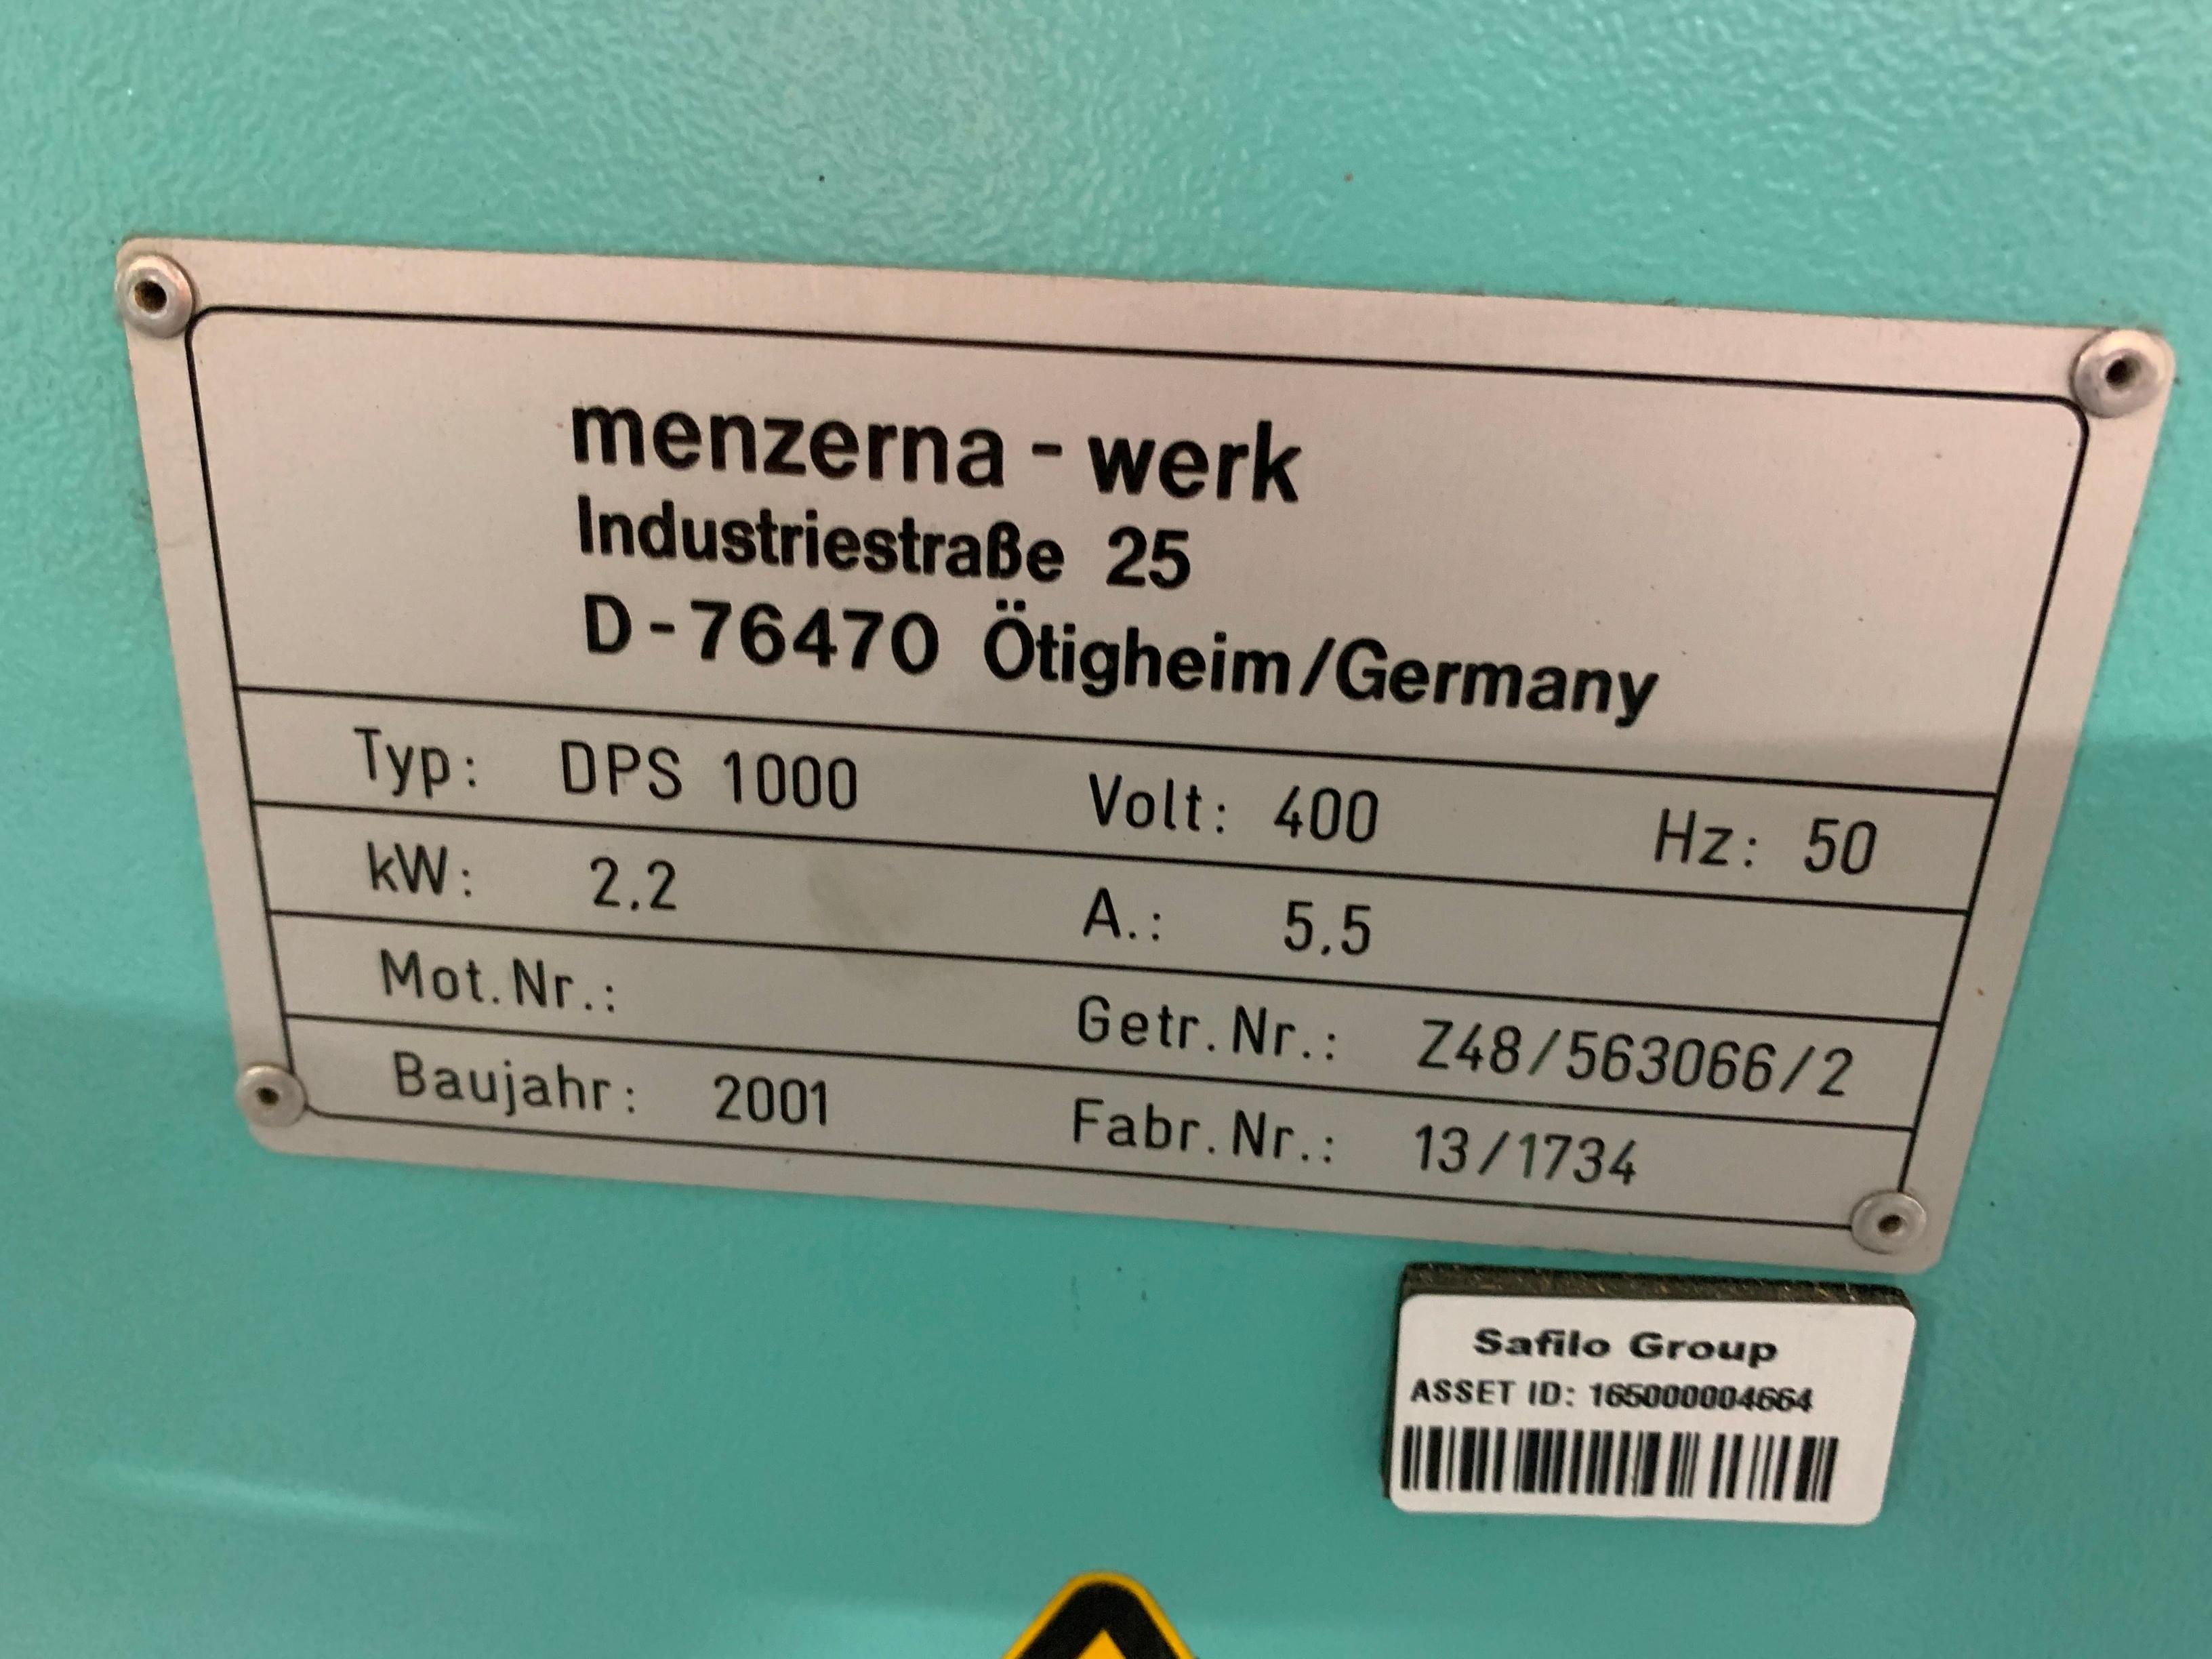 menzerna - werk
Industriestraße 25
D-76470 Ötigheim/Germany
Typ: DPS 1000 Volt: 400 Hz: 50
kW: 2.2 A.: 5.5
Mot.Nr.: Getr.Nr.: Z48/563066/2
Baujahr: 2001 Fabr.Nr.: 13/1734
Safilo Group
ASSET ID: 165000004664